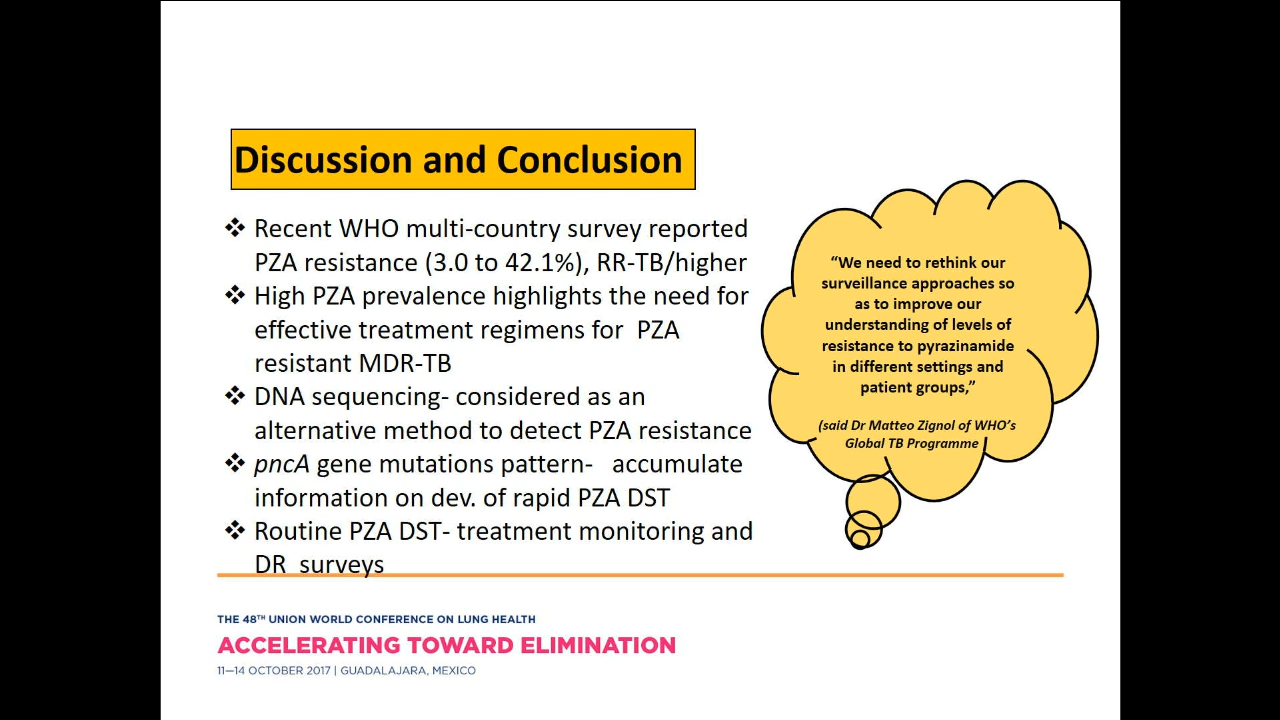 Discussion and Conclusion
❖ Recent WHO multi-country survey reported
PZA resistance (3.0 to 42.1%), RR-TB/higher
❖ High PZA prevalence highlights the need for
effective treatment regimens for PZA
resistant MDR-TB
❖ DNA sequencing- considered as an
alternative method to detect PZA resistance
❖ pncA gene mutations pattern- accumulate
information on dev. of rapid PZA DST
❖ Routine PZA DST- treatment monitoring and
DR surveys
“We need to rethink our
surveillance approaches so
as to improve our
understanding of levels of
resistance to pyrazinamide
in different settings and
patient groups,”
(said Dr Matteo Zignol of WHO’s
Global TB Programme
THE 48TH UNION WORLD CONFERENCE ON LUNG HEALTH
ACCELERATING TOWARD ELIMINATION
11—14 OCTOBER 2017 | GUADALAJARA, MEXICO